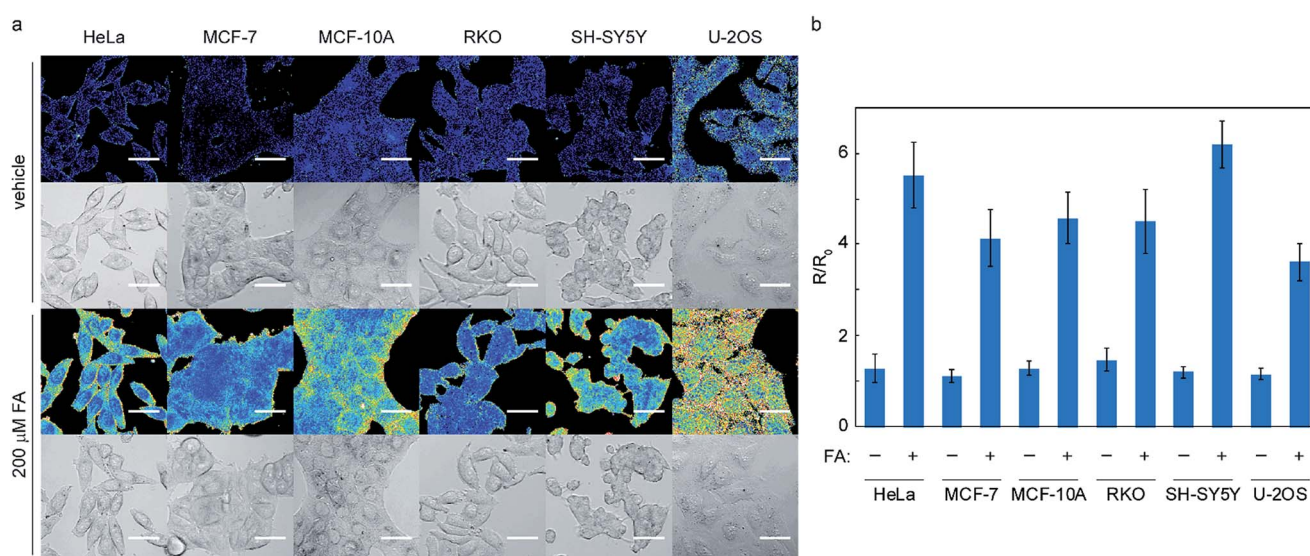 a
HeLa MCF-7 MCF-10A RKO SH-SY5Y U-2OS
vehicle
200 μM FA
b
R/R0
6
4
2
0
FA: – + – + – + – + – + – +
HeLa MCF-7 MCF-10A RKO SH-SY5Y U-2OS